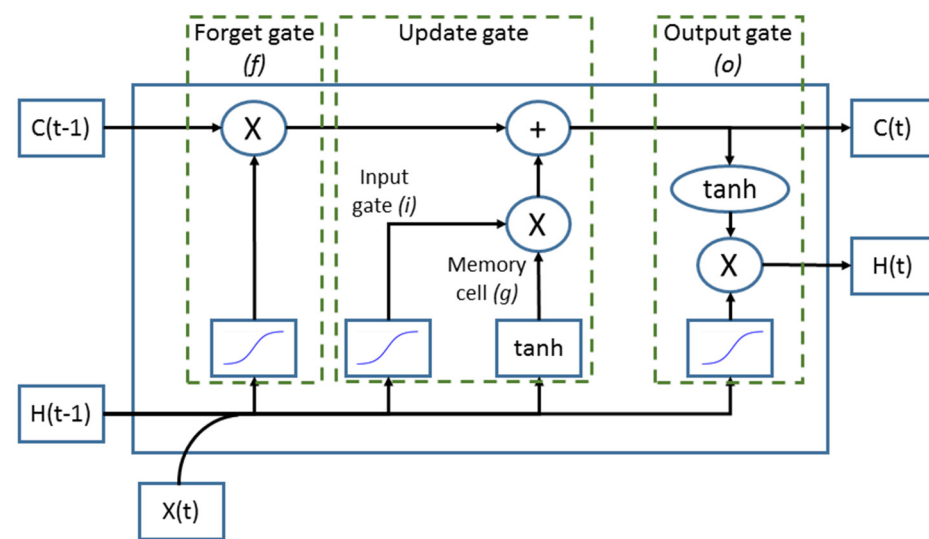 Forget gate
(f)
Update gate
Output gate
(o)
C(t-1)
X
+
C(t)
Input
gate (i)
tanh
X
Memory
cell (g)
X
H(t)
tanh
H(t-1)
X(t)